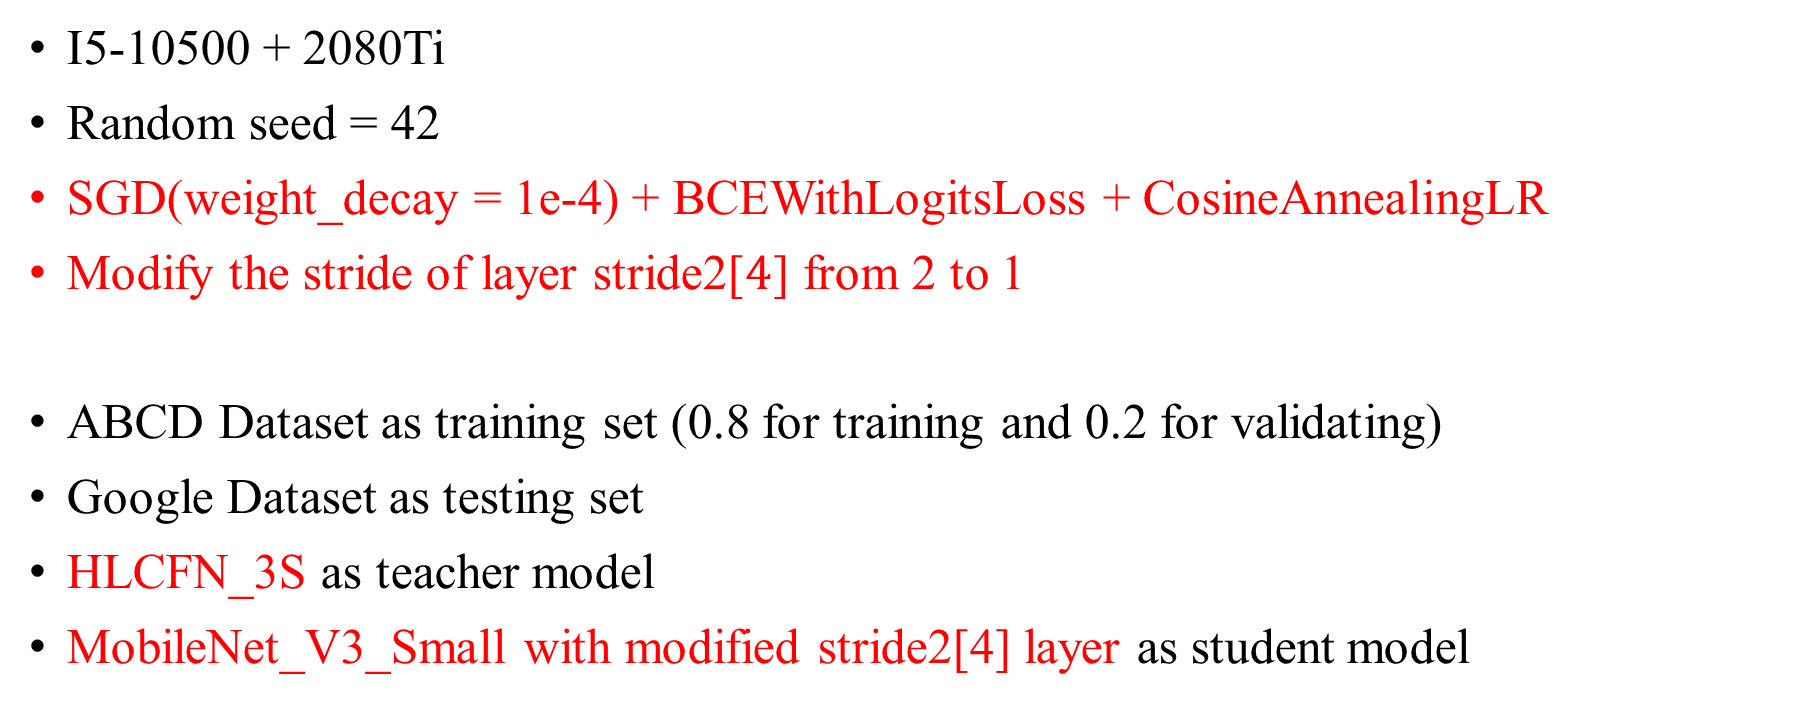 • I5-10500 + 2080Ti
• Random seed = 42
• SGD(weight_decay = 1e-4) + BCEWithLogitsLoss + CosineAnnealingLR
• Modify the stride of layer stride2[4] from 2 to 1
• ABCD Dataset as training set (0.8 for training and 0.2 for validating)
• Google Dataset as testing set
• HLCFN_3S as teacher model
• MobileNet_V3_Small with modified stride2[4] layer as student model